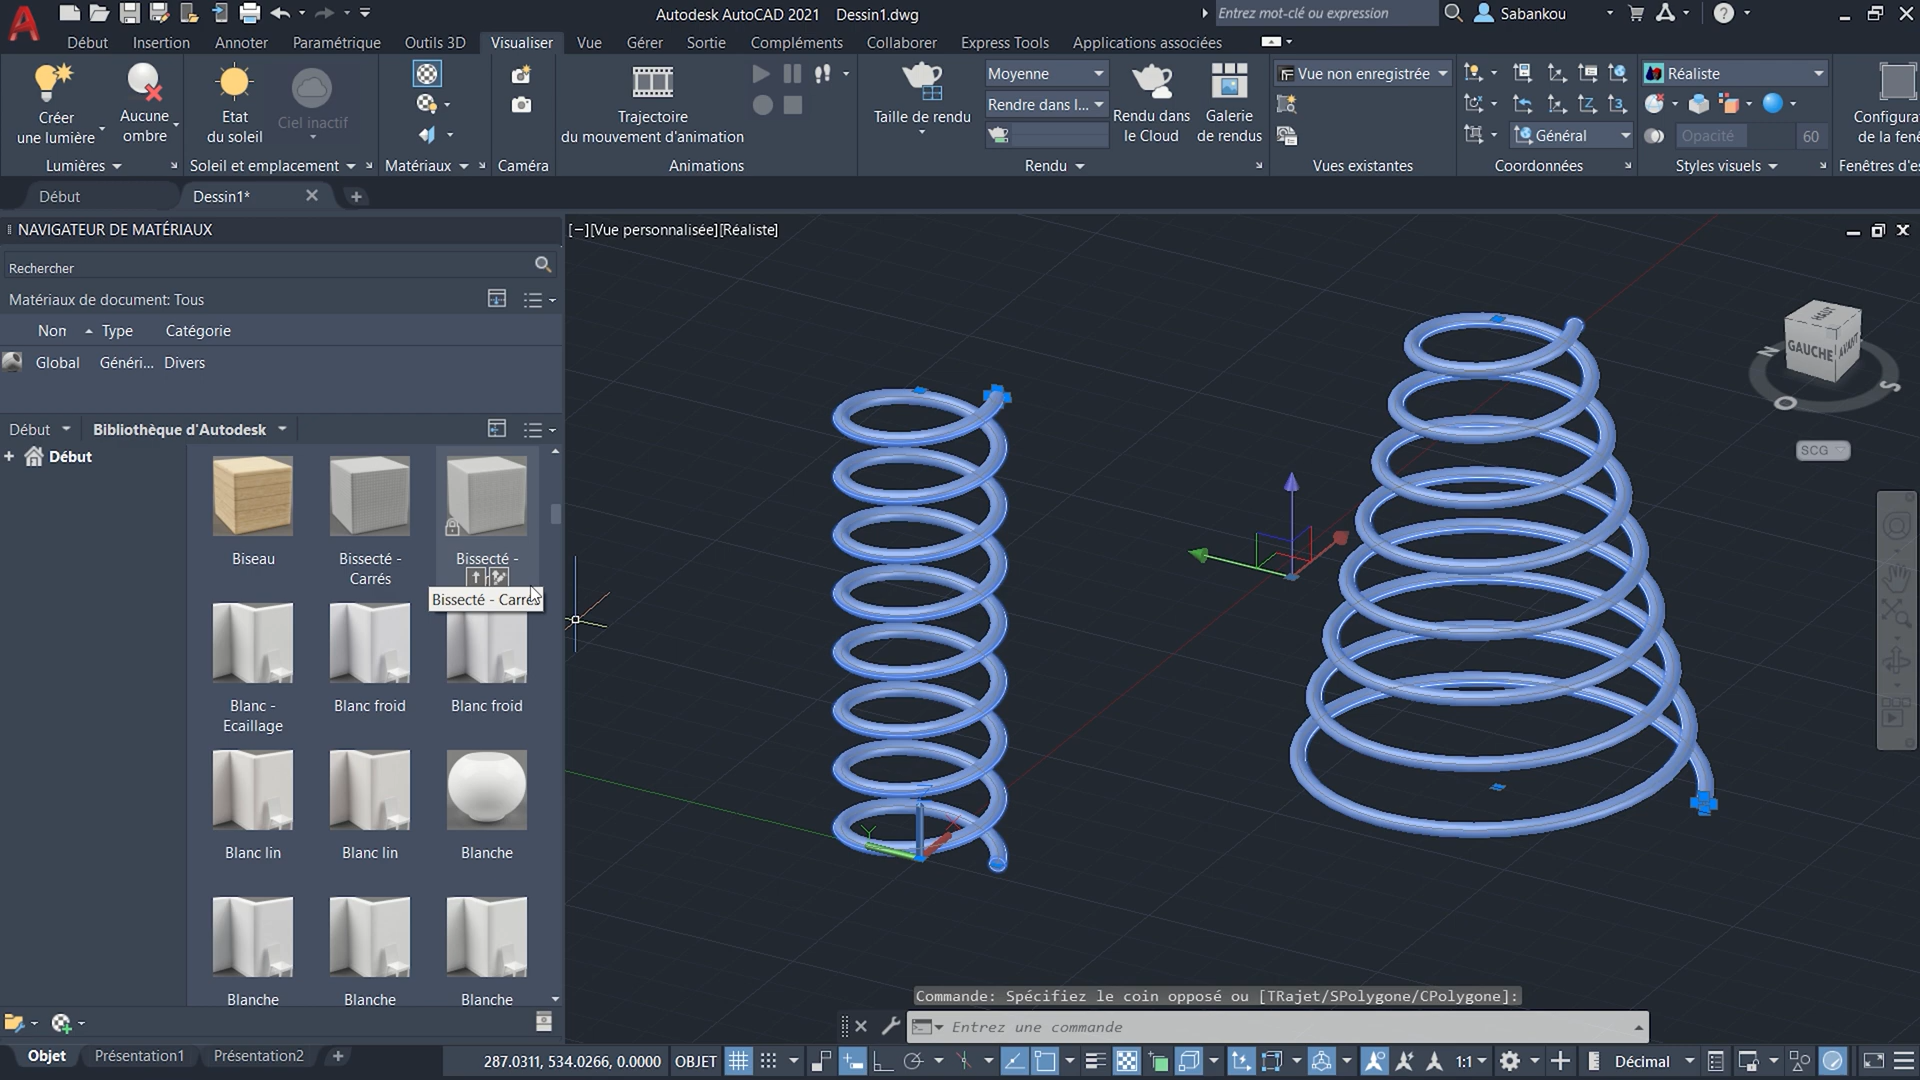 Autodesk AutoCAD 2021 Dessin1.dwg
Entrez mot-clé ou expression
Sabankou
Début Insertion Annoter Paramétrique Outils 3D Visualiser Vue Gérer Sortie Compléments Collaborer Express Tools Applications associées
Créer
une lumière
Aucune
ombre
Lumières
Etat
du soleil
Ciel inactif
Soleil et emplacement
Matériaux
Caméra
Trajectoire
du mouvement d'animation
Animations
Taille de rendu
Moyenne
Rendre dans l...
Rendu dans
le Cloud
Galerie
de rendus
Rendu
Vue non enregistrée
Vues existantes
Général
Coordonnées
Réaliste
Opacité 60
Styles visuels
Configura
de la fenê
Fenêtres d'es
Début Dessin1*
NAVIGATEUR DE MATÉRIAUX
Rechercher
Matériaux de document: Tous
Non Type Catégorie
Global Généri... Divers
Début Bibliothèque d'Autodesk
Début
Biseau
Bissecté -
Carrés
Bissecté -
Bissecté - Carrés
Blanc -
Ecaillage
Blanc froid
Blanc froid
Blanc lin
Blanc lin
Blanche
Blanche
Blanche
Blanche
[−][Vue personnalisée][Réaliste]
HAUT
GAUCHE
AVANT
N
S
O
SCG
Y
X
Commande: Spécifiez le coin opposé ou [TRajet/SPolygone/CPolygone]:
Entrez une commande
Objet Présentation1 Présentation2
287.0311, 534.0266, 0.0000 OBJET
1:1
Décimal